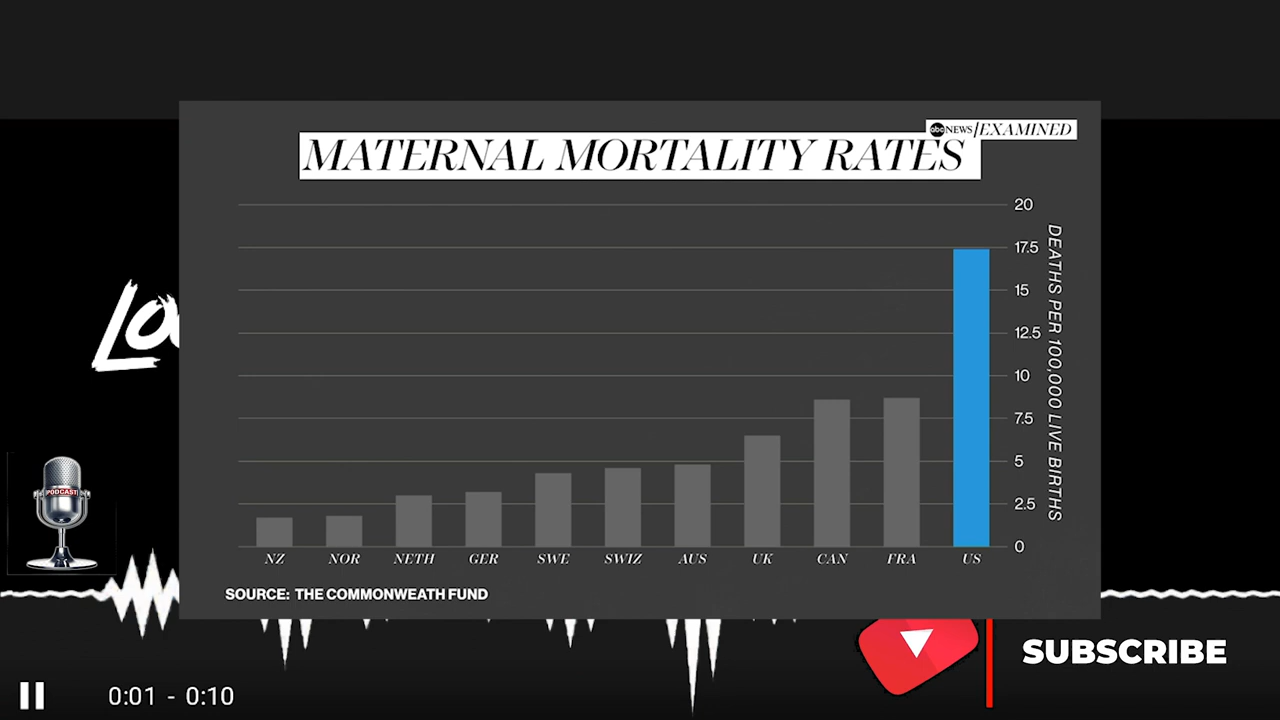 abc NEWS/EXAMINED
MATERNAL MORTALITY RATES
20
17.5
15
12.5
10
7.5
5
2.5
0
DEATHS PER 100,000 LIVE BIRTHS
NZ NOR NETH GER SWE SWIZ AUS UK CAN FRA US
SOURCE: THE COMMONWEATH FUND
PODCAST
SUBSCRIBE
0:01 - 0:10